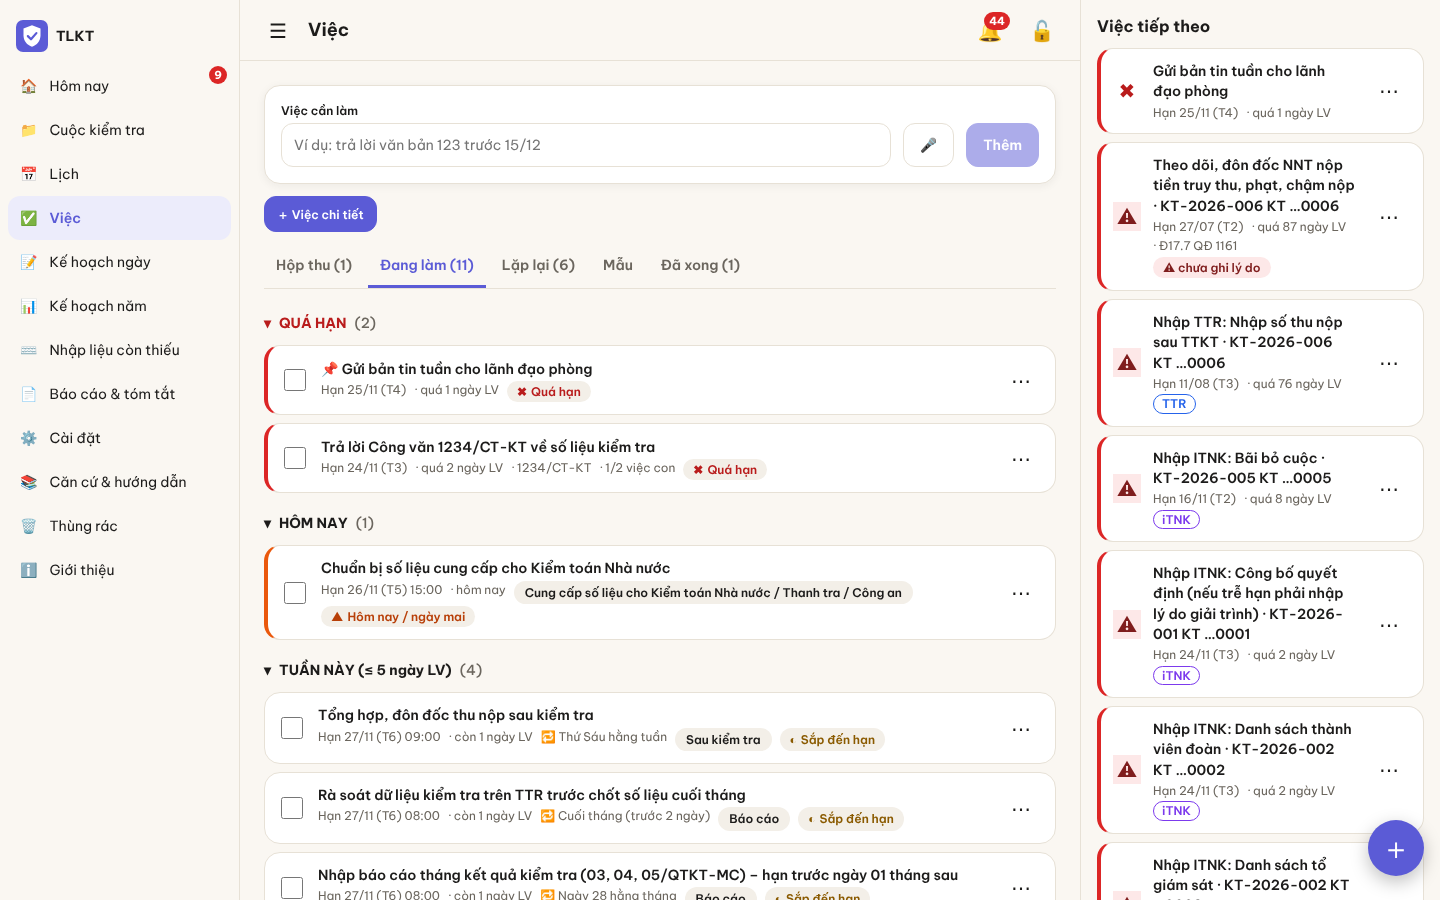 TLKT
Hôm nay
9
Cuộc kiểm tra
Lịch
Việc
Kế hoạch ngày
Kế hoạch năm
Nhập liệu còn thiếu
Báo cáo & tóm tắt
Cài đặt
Căn cứ & hướng dẫn
Thùng rác
Giới thiệu
Việc
44
Việc cần làm
Ví dụ: trả lời văn bản 123 trước 15/12
Thêm
+ Việc chi tiết
Hộp thu (1)
Đang làm (11)
Lặp lại (6)
Mẫu
Đã xong (1)
QUÁ HẠN (2)
Gửi bản tin tuần cho lãnh đạo phòng
Hạn 25/11 (T4) · quá 1 ngày LV ✖ Quá hạn
Trả lời Công văn 1234/CT-KT về số liệu kiểm tra
Hạn 24/11 (T3) · quá 2 ngày LV · 1234/CT-KT · 1/2 việc con ✖ Quá hạn
HÔM NAY (1)
Chuẩn bị số liệu cung cấp cho Kiểm toán Nhà nước
Hạn 26/11 (T5) 15:00 · hôm nay Cung cấp số liệu cho Kiểm toán Nhà nước / Thanh tra / Công an
▲ Hôm nay / ngày mai
TUẦN NÀY (≤ 5 ngày LV) (4)
Tổng hợp, đôn đốc thu nộp sau kiểm tra
Hạn 27/11 (T6) 09:00 · còn 1 ngày LV Thứ Sáu hằng tuần Sau kiểm tra Sắp đến hạn
Rà soát dữ liệu kiểm tra trên TTR trước chốt số liệu cuối tháng
Hạn 27/11 (T6) 08:00 · còn 1 ngày LV Cuối tháng (trước 2 ngày) Báo cáo Sắp đến hạn
Nhập báo cáo tháng kết quả kiểm tra (03, 04, 05/QTKT-MC) – hạn trước ngày 01 tháng sau
Hạn 27/11 (T6) 08:00 · còn 1 ngày LV Ngày 28 hằng tháng Báo cáo Sắp đến hạn
Việc tiếp theo
Gửi bản tin tuần cho lãnh
đạo phòng
Hạn 25/11 (T4) · quá 1 ngày LV
Theo dõi, đôn đốc NNT nộp
tiền truy thu, phạt, chậm nộp
· KT-2026-006 KT …0006
Hạn 27/07 (T2) · quá 87 ngày LV
· Đ17.7 QĐ 1161
⚠ chưa ghi lý do
Nhập TTR: Nhập số thu nộp
sau TTKT · KT-2026-006
KT …0006
Hạn 11/08 (T3) · quá 76 ngày LV
TTR
Nhập ITNK: Bãi bỏ cuộc ·
KT-2026-005 KT …0005
Hạn 16/11 (T2) · quá 8 ngày LV
iTNK
Nhập ITNK: Công bố quyết
định (nếu trễ hạn phải nhập
lý do giải trình) · KT-2026-
001 KT …0001
Hạn 24/11 (T3) · quá 2 ngày LV
iTNK
Nhập ITNK: Danh sách thành
viên đoàn · KT-2026-002
KT …0002
Hạn 24/11 (T3) · quá 2 ngày LV
iTNK
Nhập ITNK: Danh sách tổ
giám sát · KT-2026-002 KT